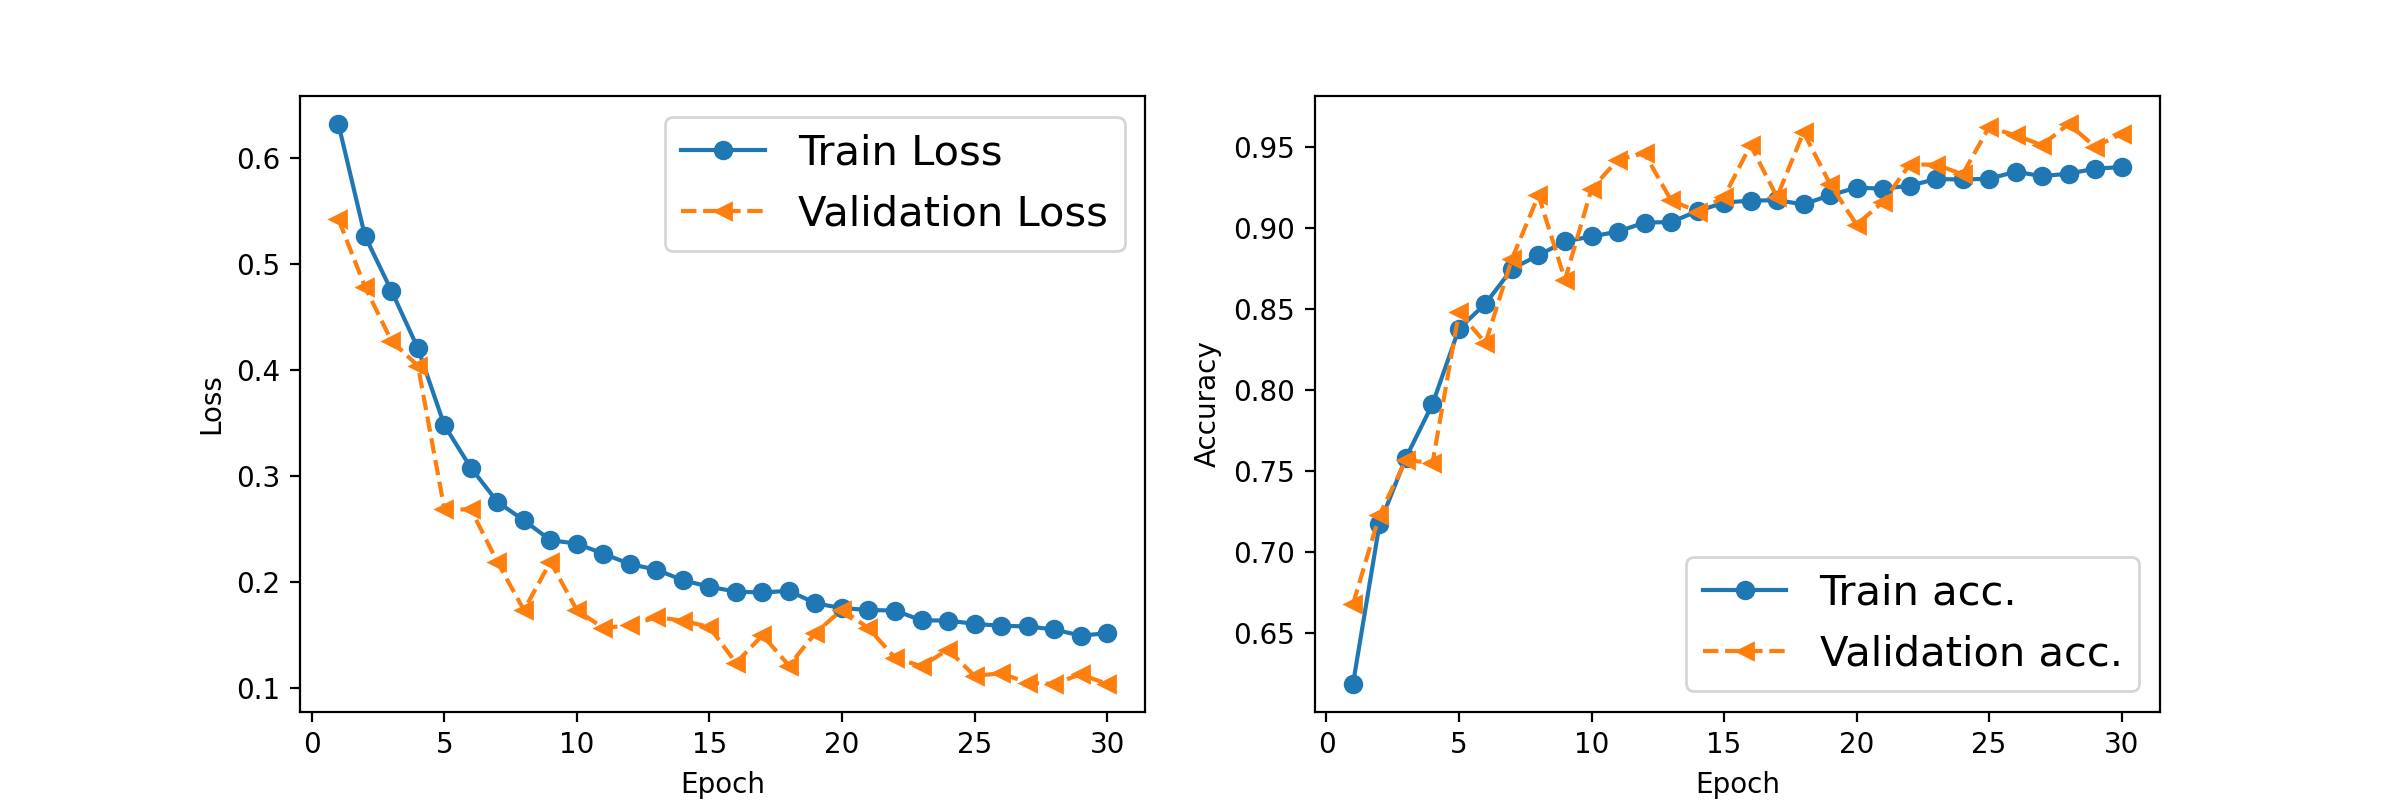 Train Loss
Validation Loss
0.6
0.5
0.4
0.3
0.2
0.1
Loss
0 5 10 15 20 25 30
Epoch
0.95
0.90
0.85
0.80
0.75
0.70
0.65
Accuracy
Train acc.
Validation acc.
0 5 10 15 20 25 30
Epoch